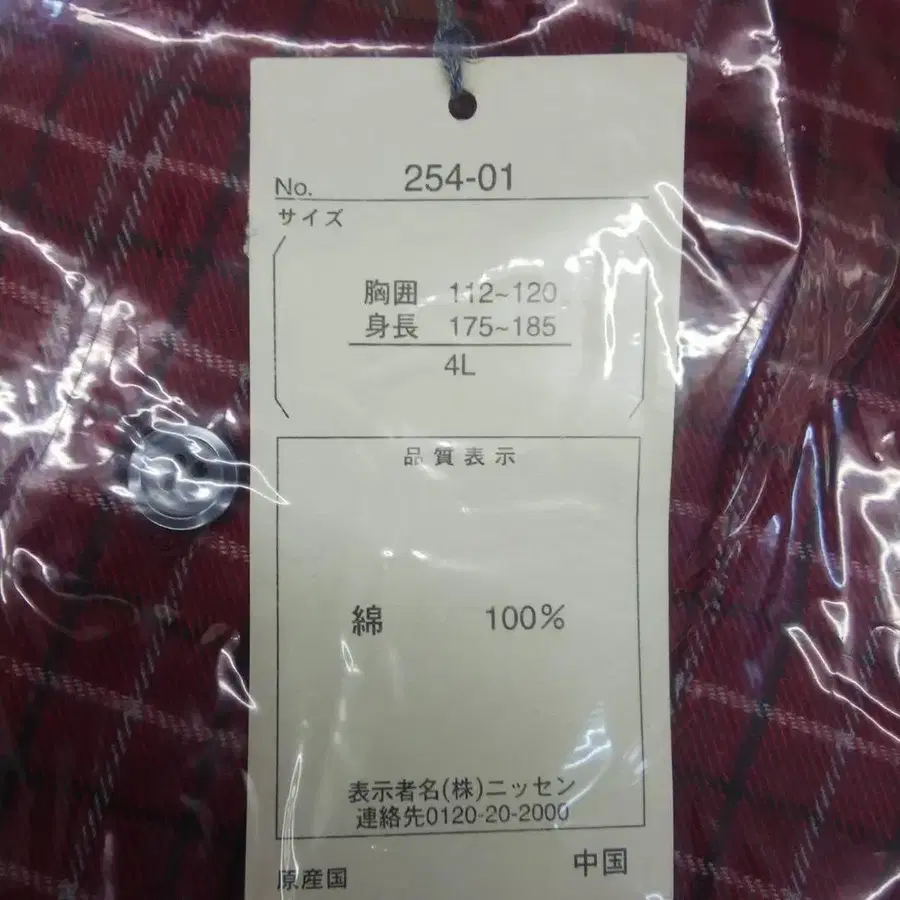 No. 254-01
サイズ
胸囲 112~120
身長 175~185
4L
品質表示
綿 100%
表示者名(株)ニッセン
連絡先0120-20-2000
原産国 中国